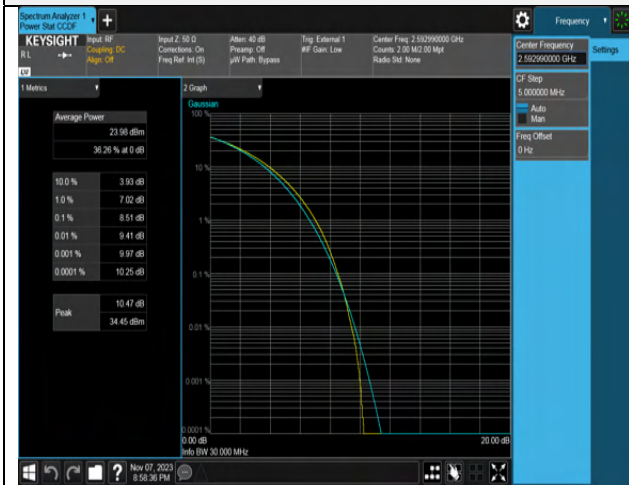 Spectrum Analyzer 1
Power Stat CCDF
Frequency
KEYSIGHT
R L
Input: RF
Coupling: DC
Align: Off
Input Z: 50 Ω
Corrections: On
Freq Ref: Int (S)
Atten: 40 dB
Preamp: Off
µW Path: Bypass
Trig: External 1
#IF Gain: Low
Center Freq: 2.592990000 GHz
Counts: 2.00 M/2.00 Mpt
Radio Std: None
Center Frequency
2.592990000 GHz
Settings
CF Step
5.000000 MHz
Auto
Man
Freq Offset
0 Hz
1 Metrics
Average Power
23.98 dBm
36.26 % at 0 dB
10.0 % 3.93 dB
1.0 % 7.02 dB
0.1 % 8.51 dB
0.01 % 9.41 dB
0.001 % 9.97 dB
0.0001 % 10.25 dB
Peak
10.47 dB
34.45 dBm
2 Graph
Gaussian
100 %
10 %
1 %
0.1 %
0.01 %
0.001 %
0.0001 %
0.00 dB
20.00 dB
Info BW 30.000 MHz
Nov 07, 2023
8:58:36 PM